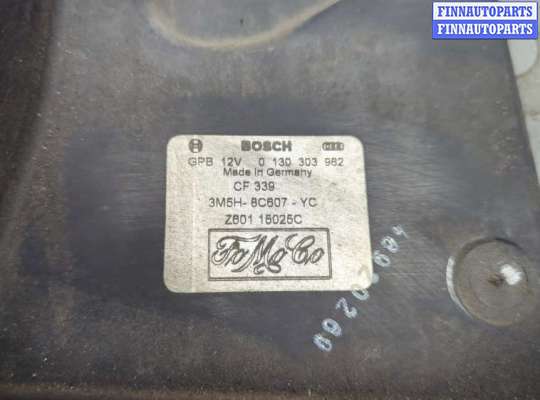 FINNAUTOPARTS
FINNAUTOPARTS
BOSCH
GPB 12V 0 130 303 982
Made in Germany
CF 339
3M5H-8C607-YC
Z601 15025C
FoMoCo